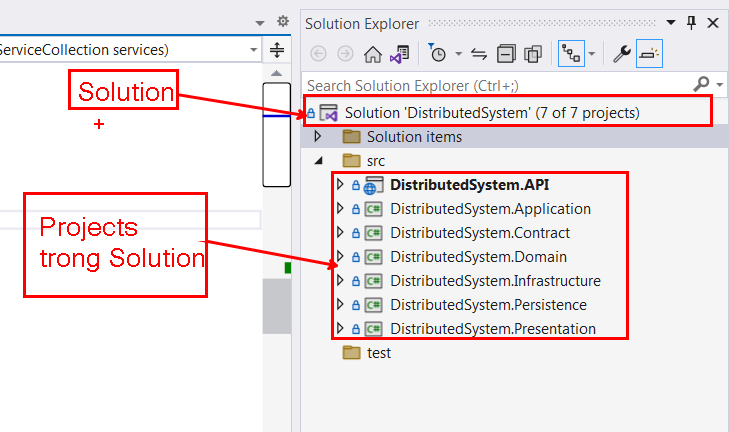 Solution Explorer
ServiceCollection services)
Search Solution Explorer (Ctrl+;)
Solution
Solution 'DistributedSystem' (7 of 7 projects)
Solution items
src
DistributedSystem.API
DistributedSystem.Application
DistributedSystem.Contract
DistributedSystem.Domain
DistributedSystem.Infrastructure
DistributedSystem.Persistence
DistributedSystem.Presentation
test
Projects
trong Solution